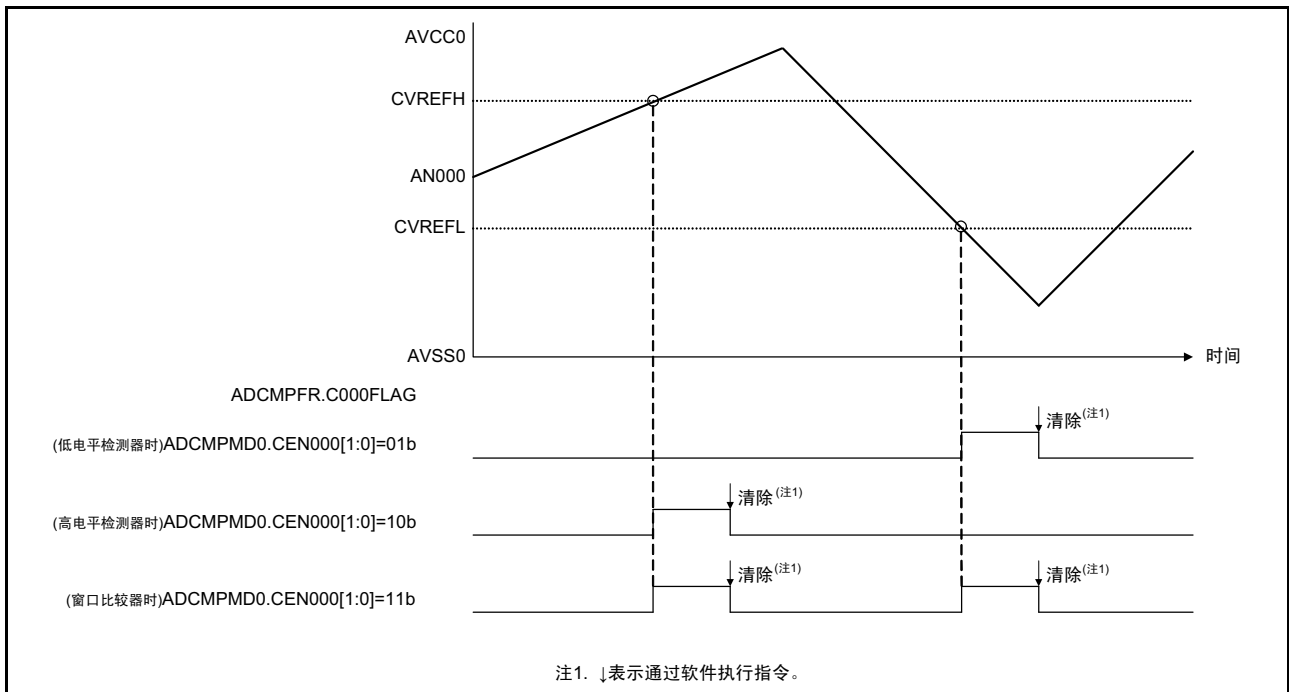 AVCC0
CVREFH
AN000
CVREFL
AVSS0
时间
ADCMPFR.C000FLAG
(低电平检测器时)ADCMPMD0.CEN000[1:0]=01b
清除(注1)
(高电平检测器时)ADCMPMD0.CEN000[1:0]=10b
清除(注1)
(窗口比较器时)ADCMPMD0.CEN000[1:0]=11b
清除(注1)
清除(注1)
注1. ↓表示通过软件执行指令。